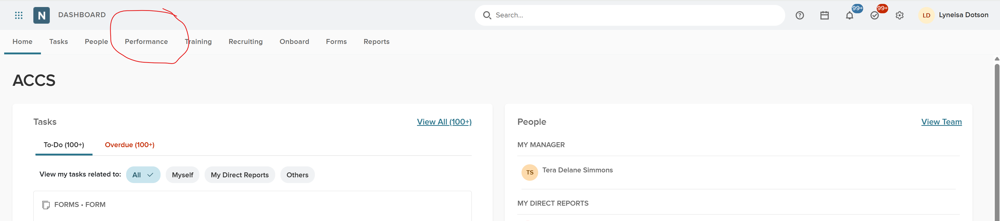 N DASHBOARD Search... 99+ 99+ LD Lyneisa Dotson
Home Tasks People Performance Training Recruiting Onboard Forms Reports
ACCS
Tasks View All (100+)
To-Do (100+) Overdue (100+)
View my tasks related to: All Myself My Direct Reports Others
FORMS • FORM
People View Team
MY MANAGER
TS Tera Delane Simmons
MY DIRECT REPORTS